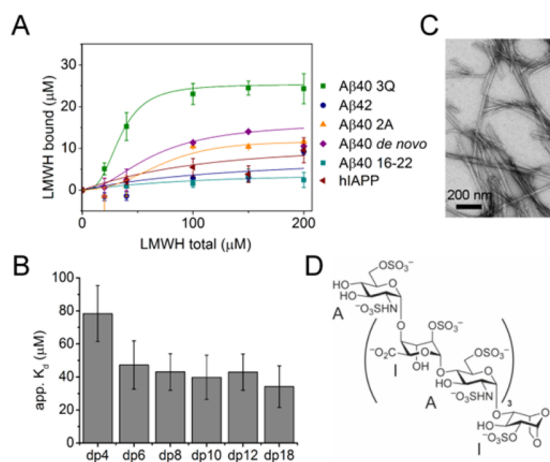 A
LMWH bound (μM)
30
20
10
0
0
100
200
LMWH total (μM)
Aβ40 3Q
Aβ42
Aβ40 2A
Aβ40 de novo
Aβ40 16-22
hIAPP
C
200 nm
B
app. Kd (μM)
100
80
60
40
20
0
dp4 dp6 dp8 dp10 dp12 dp18
D
OSO3−
HO
HO
−O3SHN
A
O
O
OSO3−
−O2C
OH
I
O
OSO3−
O
HO
−O3SHN
A
3
O
O
HO
−O3SO
O
I